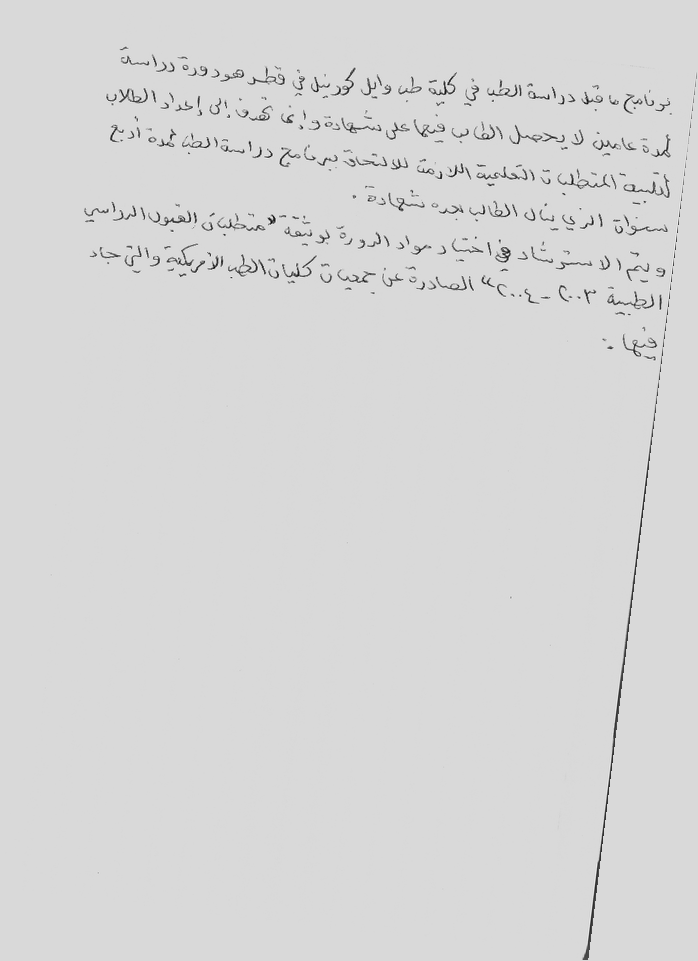 برنامج ما قبل دراسة الطب في كلية طب وايل كورنيل في قطر هو دورة دراسة
لمدة عامين لا يحصل الطالب فيها على شهادة وإنما تهدف إلى إعداد الطلاب
لتلبية المتطلبات التعلمية اللازمة للالتحاق ببرنامج دراسة الطب لمدة أربع
سنوات الذي ينال الطالب بعده شهادة .
ويتم الاسترشاد في اختيار مواد الدورة بوثيقة "متطلبات القبول الدراسي
الطبية ٢٠٠٣ - ٢٠٠٤" الصادرة عن جمعيات كليات الطب الأمريكية والتي جاء
فيها :